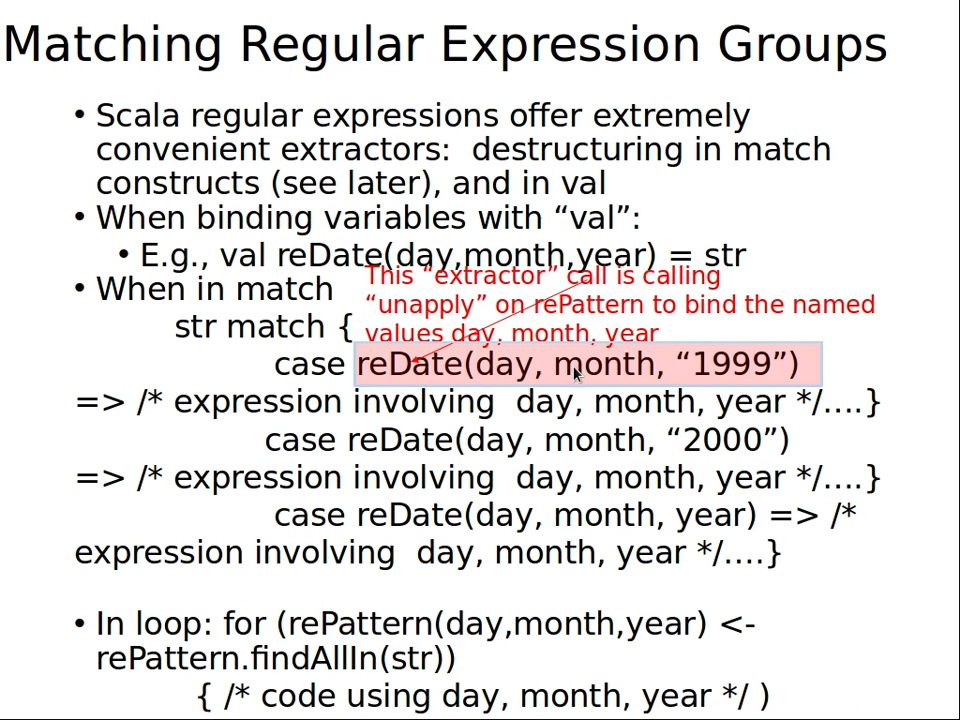 Matching Regular Expression Groups
• Scala regular expressions offer extremely
convenient extractors:  destructuring in match
constructs (see later), and in val
• When binding variables with “val”:
• E.g., val reDate(day,month,year) = str
This “extractor” call is calling
• When in match
“unapply” on rePattern to bind the named
str match {
values day, month, year
case reDate(day, month, “1999”)
=> /* expression involving  day, month, year */....}
case reDate(day, month, “2000”)
=> /* expression involving  day, month, year */....}
case reDate(day, month, year) => /*
expression involving  day, month, year */....}
• In loop: for (rePattern(day,month,year) <-
rePattern.findAllIn(str))
{ /* code using day, month, year */ )